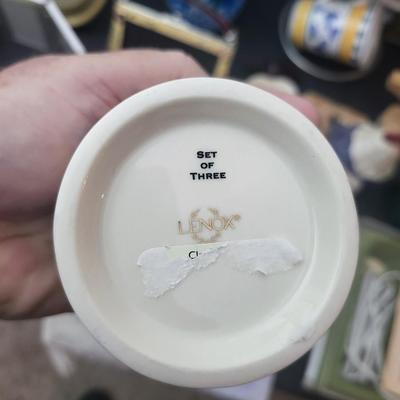 SET
OF
THREE
LENOX®